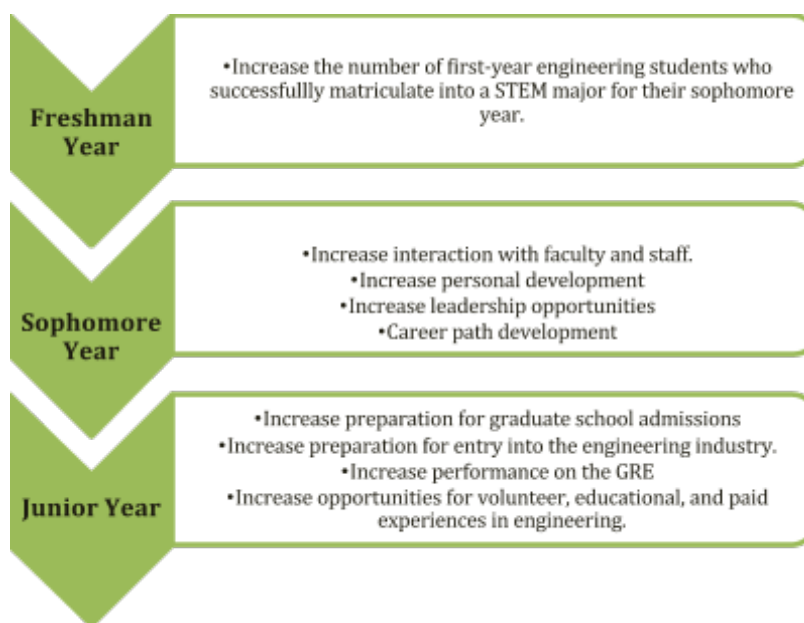 Freshman
Year
•Increase the number of first-year engineering students who
successfullly matriculate into a STEM major for their sophomore
year.
Sophomore
Year
•Increase interaction with faculty and staff.
•Increase personal development
•Increase leadership opportunities
•Career path development
Junior Year
•Increase preparation for graduate school admissions
•Increase preparation for entry into the engineering industry.
•Increase performance on the GRE
•Increase opportunities for volunteer, educational, and paid
experiences in engineering.